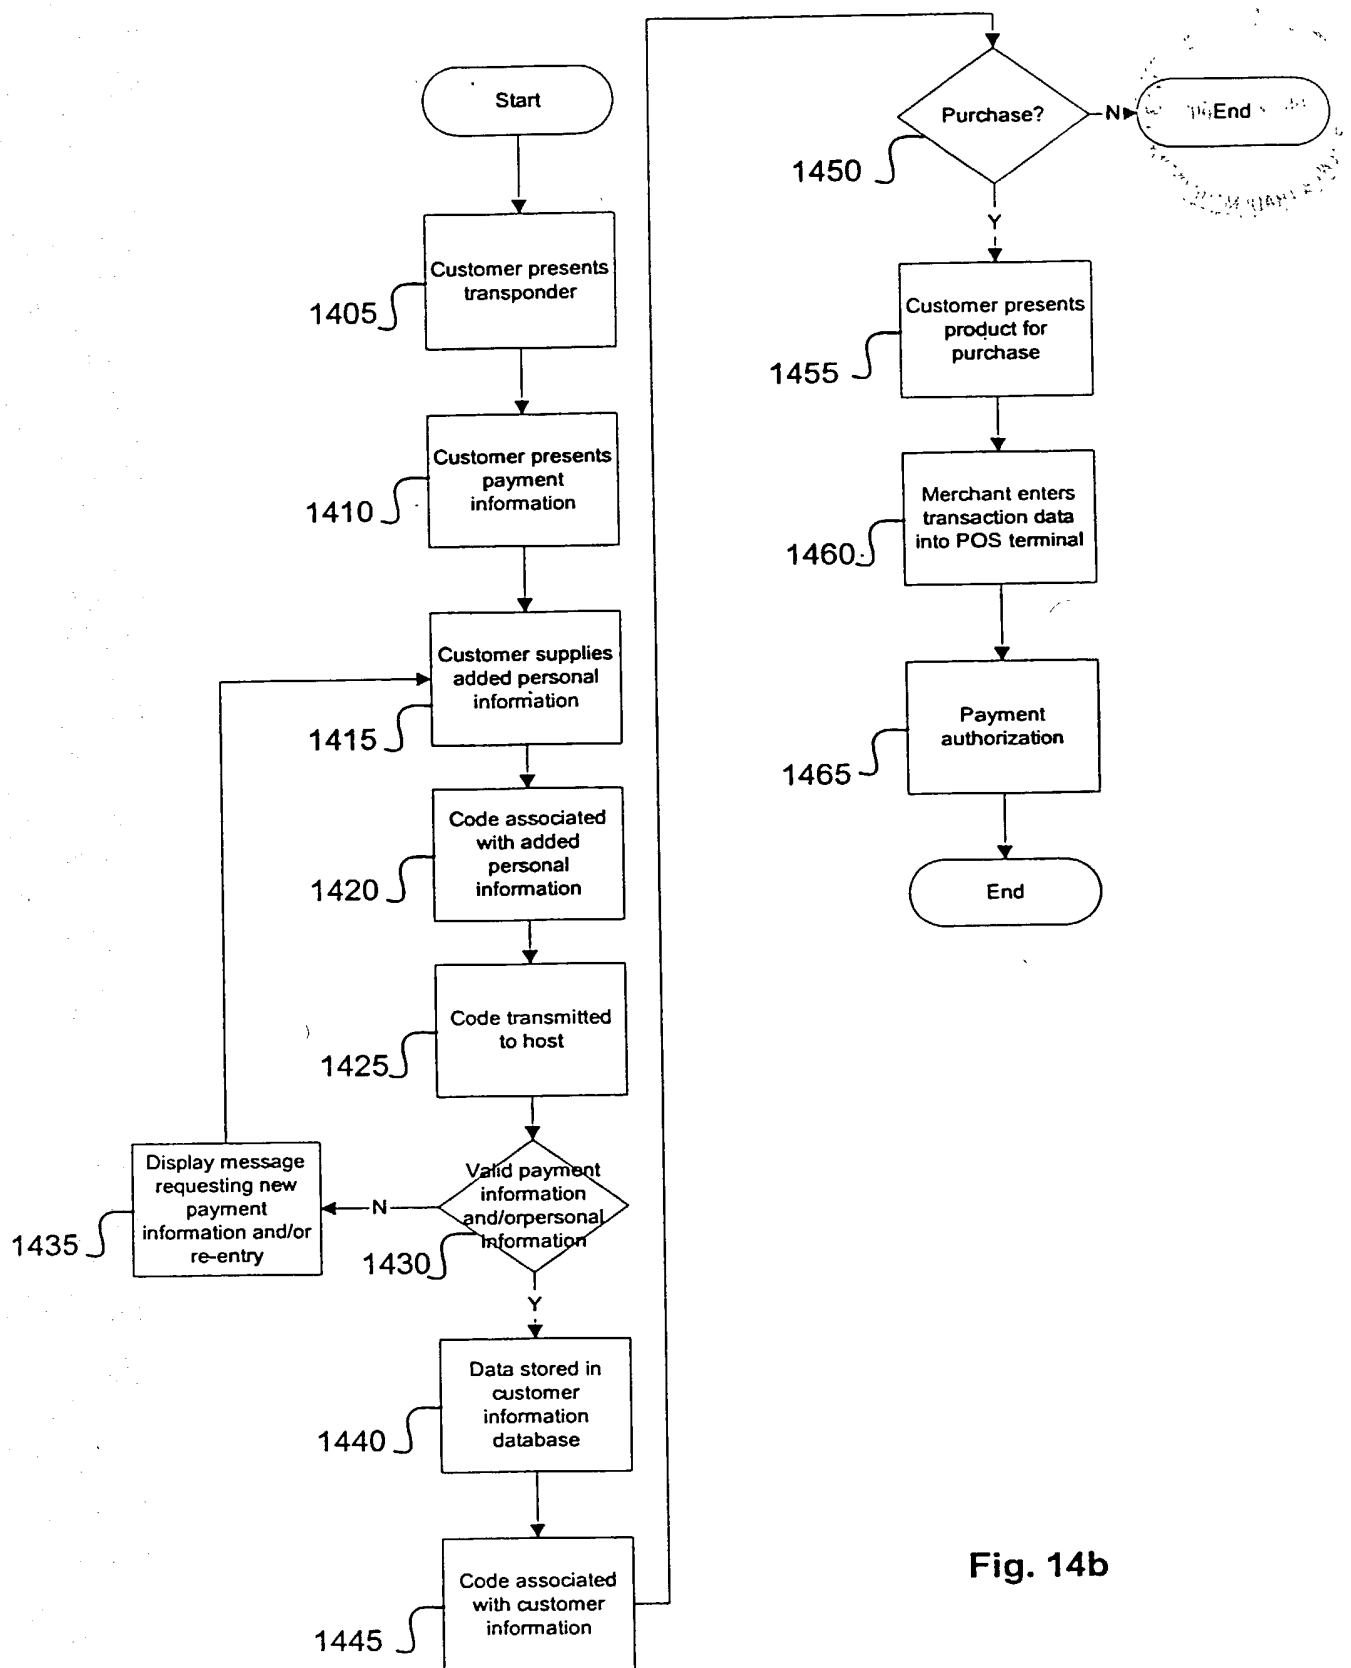 Start
Customer presents
transponder
1405
Customer presents
payment
information
1410
Customer supplies
added personal
information
1415
Code associated
with added
personal
information
1420
Code transmitted
to host
1425
Valid payment
information
and/orpersonal
Information
1430
N
Display message
requesting new
payment
information and/or
re-entry
1435
Y
Data stored in
customer
information
database
1440
Code associated
with customer
information
1445
Purchase?
1450
N
End
Y
Customer presents
product for
purchase
1455
Merchant enters
transaction data
into POS terminal
1460
Payment
authorization
1465
End
Fig. 14b